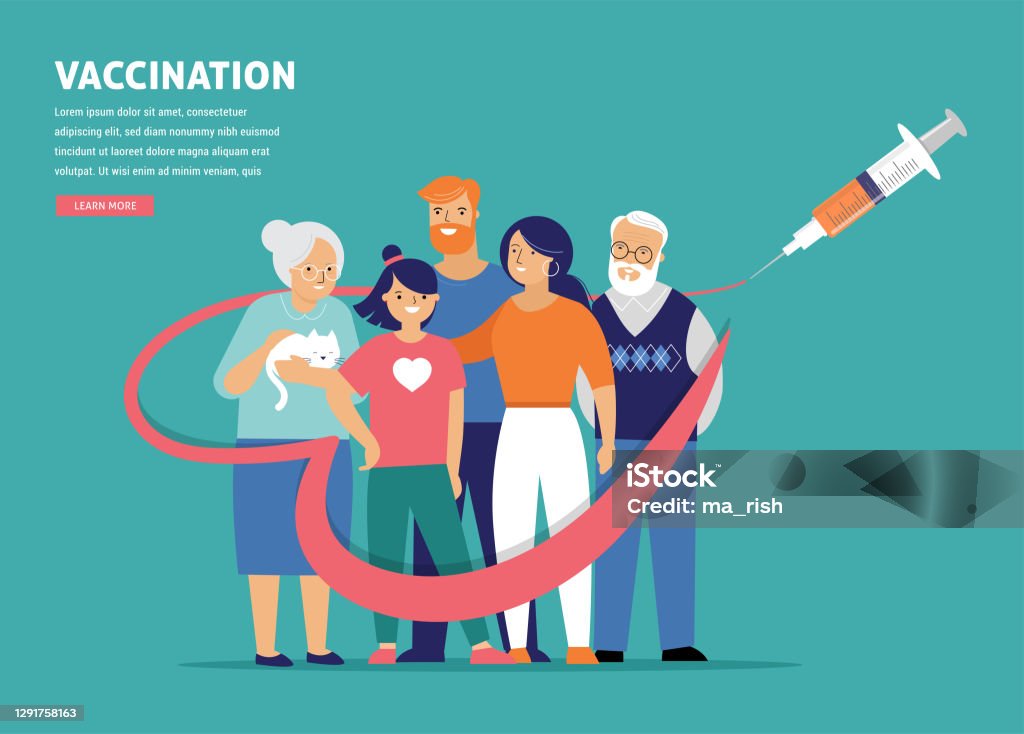 VACCINATION
Lorem ipsum dolor sit amet, consectetuer
adipiscing elit, sed diam nonummy nibh euismod
tincidunt ut laoreet dolore magna aliquam erat
volutpat. Ut wisi enim ad minim veniam, quis
LEARN MORE
iStock™
Credit: ma_rish
1291758163